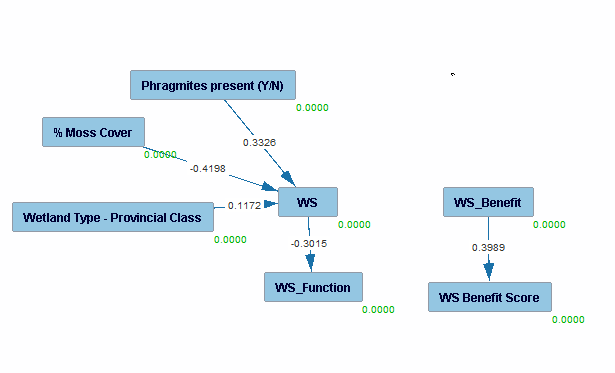 Phragmites present (Y/N)
0.0000
0.3326
% Moss Cover
0.0000
-0.4198
WS
0.0000
Wetland Type - Provincial Class
0.0000
0.1172
-0.3015
WS_Function
0.0000
WS_Benefit
0.0000
0.3989
WS Benefit Score
0.0000